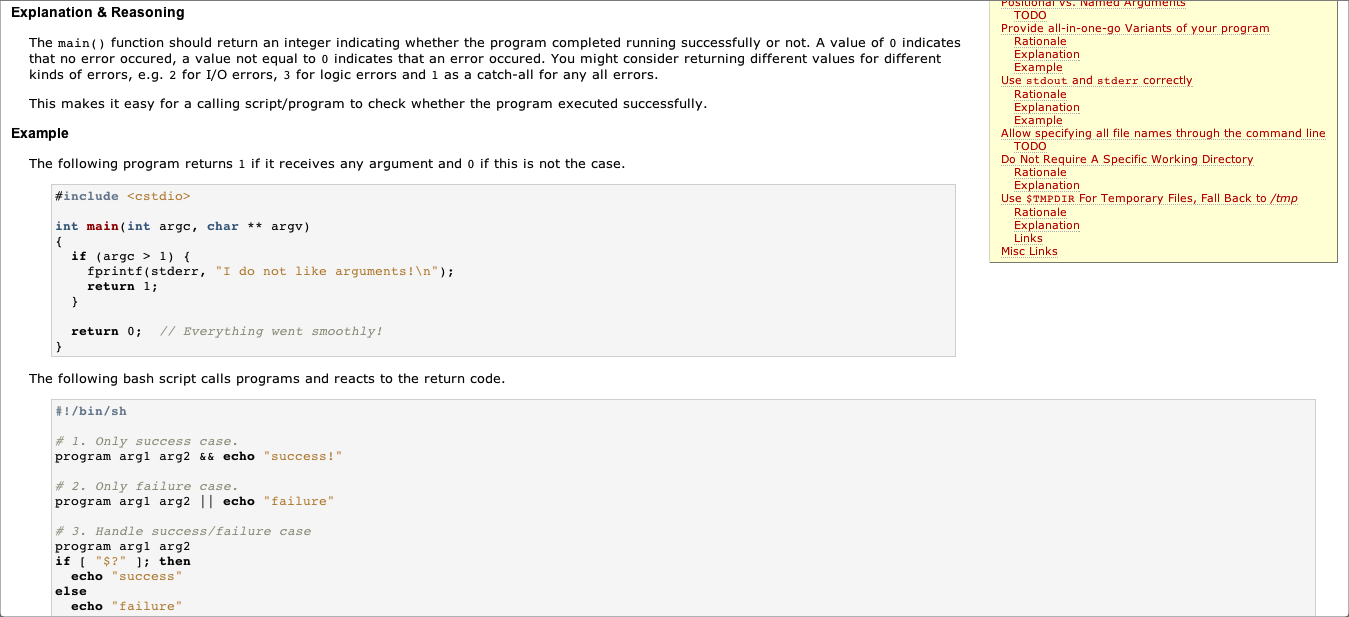 Explanation & Reasoning
The main() function should return an integer indicating whether the program completed running successfully or not. A value of 0 indicates
that no error occured, a value not equal to 0 indicates that an error occured. You might consider returning different values for different
kinds of errors, e.g. 2 for I/O errors, 3 for logic errors and 1 as a catch-all for any all errors.
This makes it easy for a calling script/program to check whether the program executed successfully.
Example
The following program returns 1 if it receives any argument and 0 if this is not the case.
#include <cstdio>
int main(int argc, char ** argv)
{
if (argc > 1) {
fprintf(stderr, "I do not like arguments!\n");
return 1;
}
return 0; // Everything went smoothly!
}
The following bash script calls programs and reacts to the return code.
#!/bin/sh
# 1. Only success case.
program arg1 arg2 && echo "success!"
# 2. Only failure case.
program arg1 arg2 || echo "failure"
# 3. Handle success/failure case
program arg1 arg2
if [ "$?" ]; then
echo "success"
else
echo "failure"
Positional vs. Named Arguments
TODO
Provide all-in-one-go Variants of your program
Rationale
Explanation
Example
Use stdout and stderr correctly
Rationale
Explanation
Example
Allow specifying all file names through the command line
TODO
Do Not Require A Specific Working Directory
Rationale
Explanation
Use $TMPDIR For Temporary Files, Fall Back to /tmp
Rationale
Explanation
Links
Misc Links